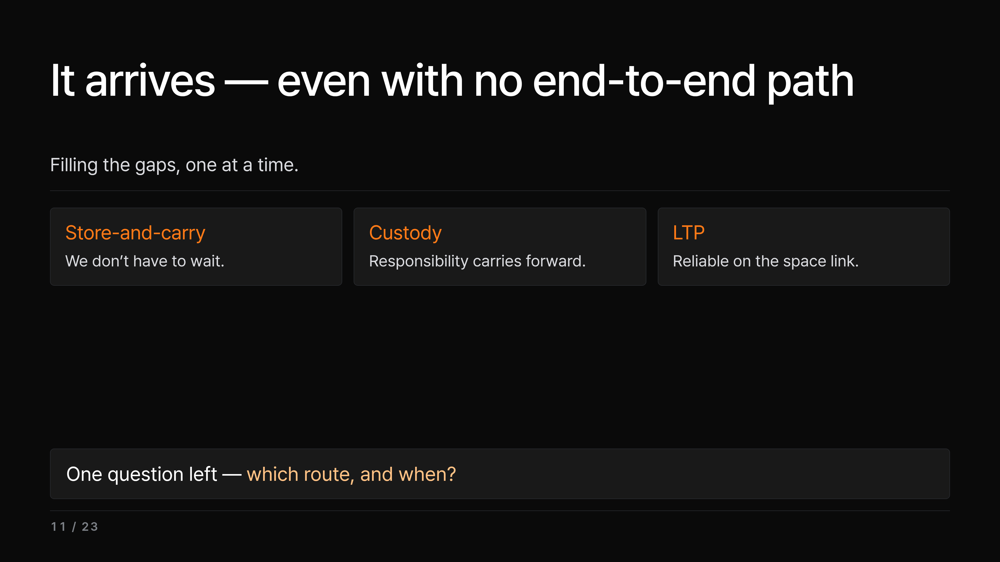 It arrives — even with no end-to-end path
Filling the gaps, one at a time.
Store-and-carry
We don’t have to wait.
Custody
Responsibility carries forward.
LTP
Reliable on the space link.
One question left — which route, and when?
11 / 23